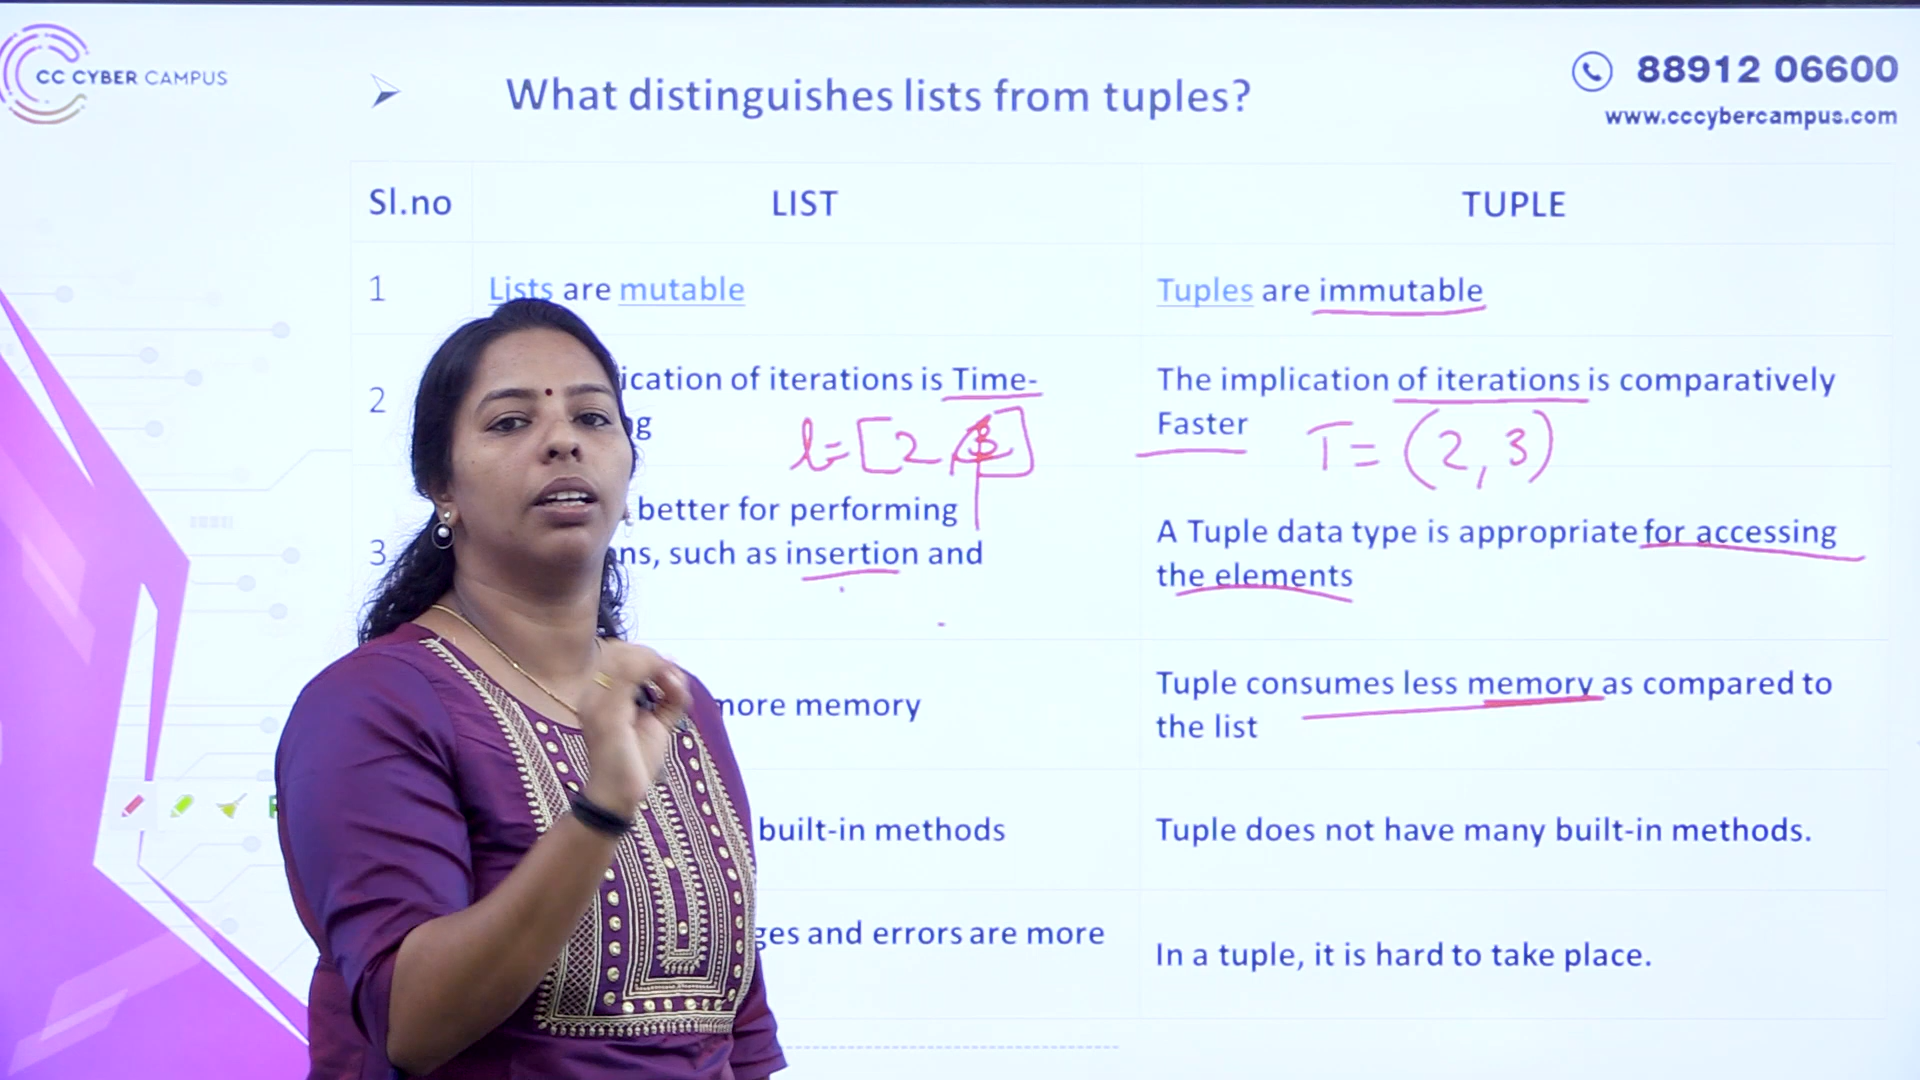 CC CYBER CAMPUS
What distinguishes lists from tuples?
88912 06600
www.cccybercampus.com
Sl.no LIST TUPLE
1 Lists are mutable Tuples are immutable
2 ication of iterations is Time-
g
The implication of iterations is comparatively
Faster
l=[2,3]
T=(2,3)
3 better for performing
ns, such as insertion and
A Tuple data type is appropriate for accessing
the elements
more memory
Tuple consumes less memory as compared to
the list
built-in methods
Tuple does not have many built-in methods.
ges and errors are more
In a tuple, it is hard to take place.